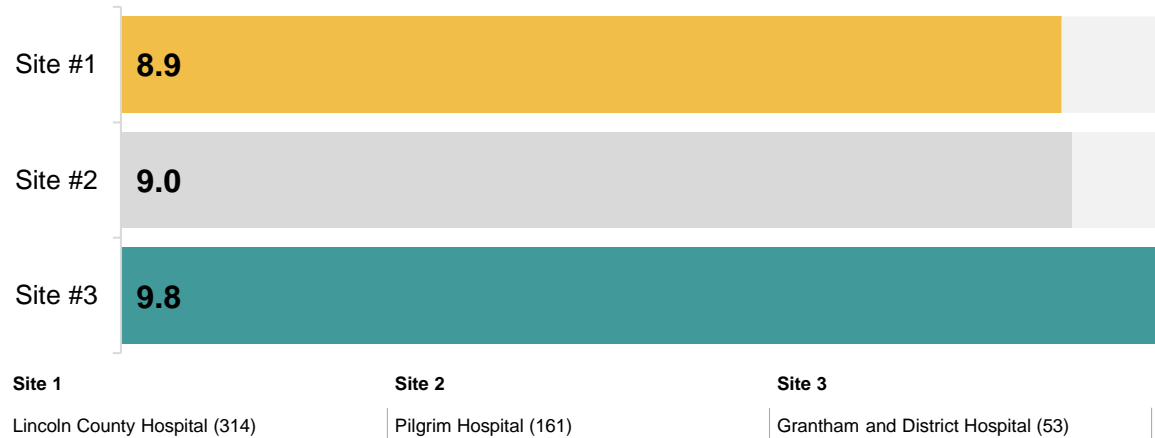 Site #1
8.9
Site #2
9.0
Site #3
9.8
Site 1
Site 2
Site 3
Lincoln County Hospital (314)
Pilgrim Hospital (161)
Grantham and District Hospital (53)